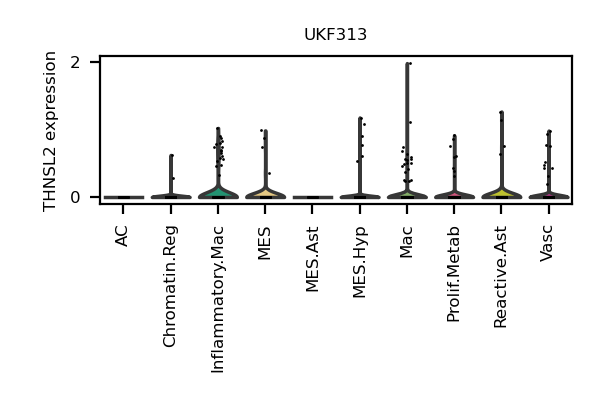 UKF313
THNSL2 expression
2
0
AC
Chromatin.Reg
Inflammatory.Mac
MES
MES.Ast
MES.Hyp
Mac
Prolif.Metab
Reactive.Ast
Vasc